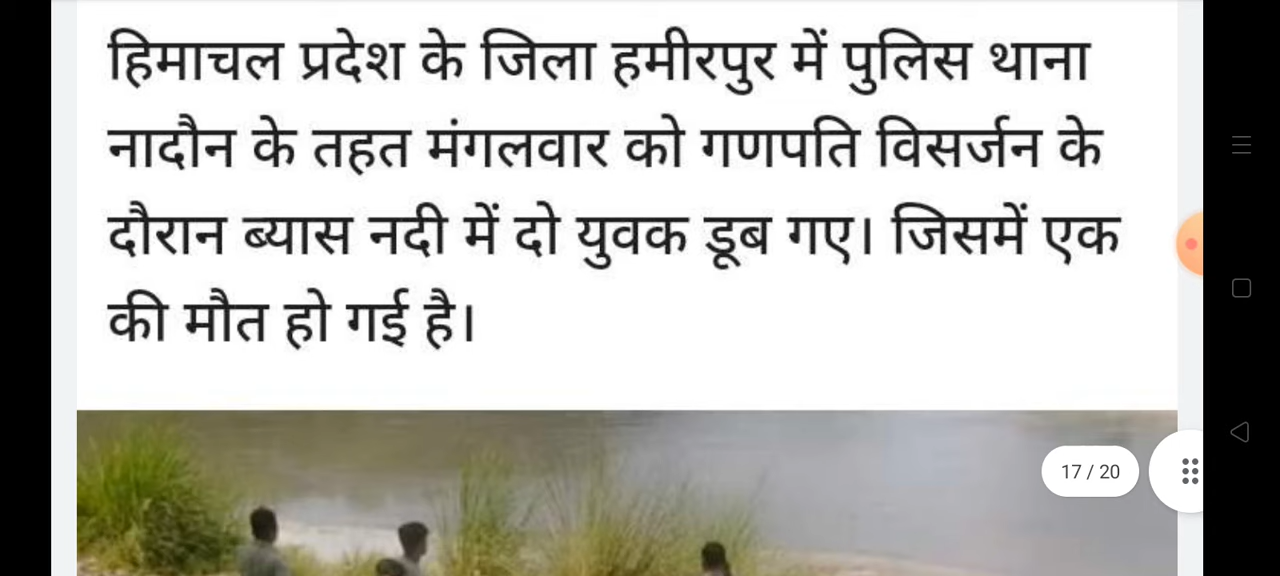 हिमाचल प्रदेश के जिला हमीरपुर में पुलिस थाना
नादौन के तहत मंगलवार को गणपति विसर्जन के
दौरान ब्यास नदी में दो युवक डूब गए। जिसमें एक
की मौत हो गई है।
17 / 20